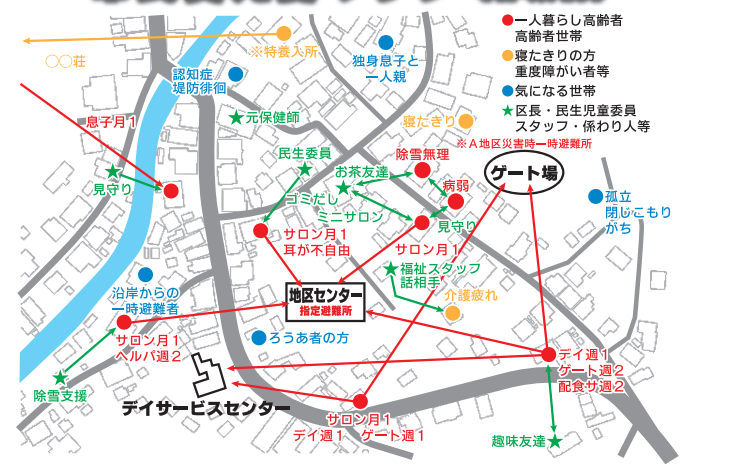 一人暮らし高齢者
高齢者世帯
寝たきりの方
重度障がい者等
気になる世帯
区長・民生児童委員
スタッフ・係わり人等
※A地区災害時一時避難所
※特養入所
〇〇荘
独身息子と
一人親
認知症
堤防徘徊
元保健師
寝たきり
息子月1
民生委員
除雪無理
お茶友達
ゲート場
見守り
病弱
ゴミだし
ミニサロン
孤立
閉じこもり
がち
見守り
サロン月1
耳が不自由
サロン月1
福祉スタッフ
話相手
沿岸からの
一時避難者
地区センター
指定避難所
介護疲れ
サロン月1
ヘルパ週2
ろうあ者の方
デイ週1
ゲート週2
配食サ週2
除雪支援
デイサービスセンター
サロン月1
デイ週1 ゲート週1
趣味友達